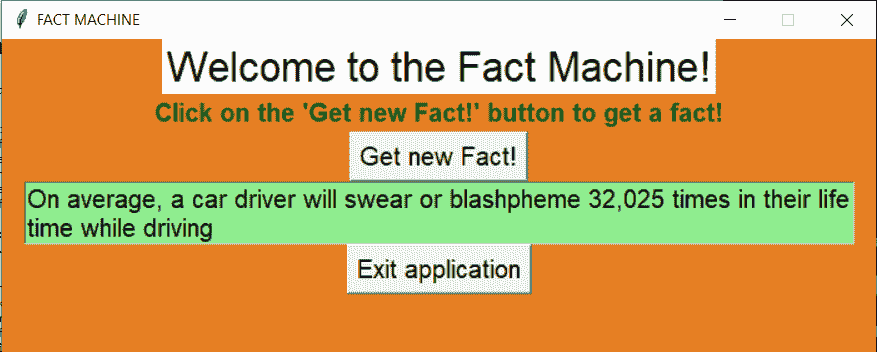 FACT MACHINE
Welcome to the Fact Machine!
Click on the 'Get new Fact!' button to get a fact!
Get new Fact!
On average, a car driver will swear or blashpheme 32,025 times in their life
time while driving
Exit application